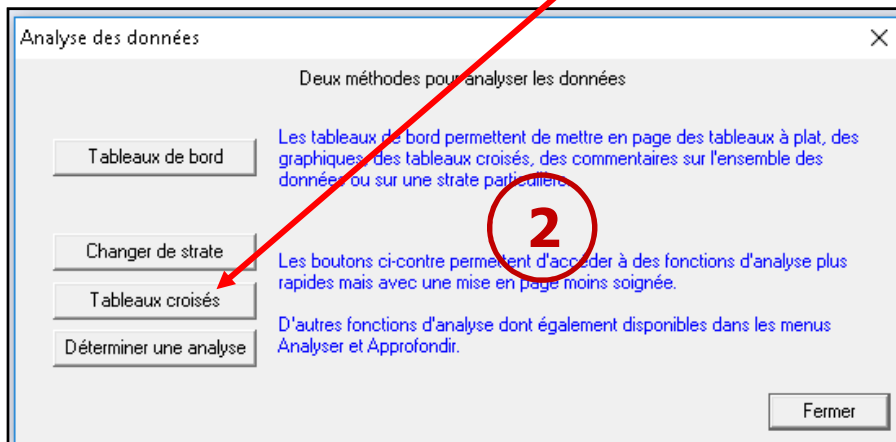 Analyse des données
Deux méthodes pour analyser les données
Tableaux de bord
Les tableaux de bord permettent de mettre en page des tableaux à plat, des
graphiques, des tableaux croisés, des commentaires sur l'ensemble des
données ou sur une strate particulière.
2
Changer de strate
Tableaux croisés
Déterminer une analyse
Les boutons ci-contre permettent d'accéder à des fonctions d'analyse plus
rapides mais avec une mise en page moins soignée.
D'autres fonctions d'analyse dont également disponibles dans les menus
Analyser et Approfondir.
Fermer